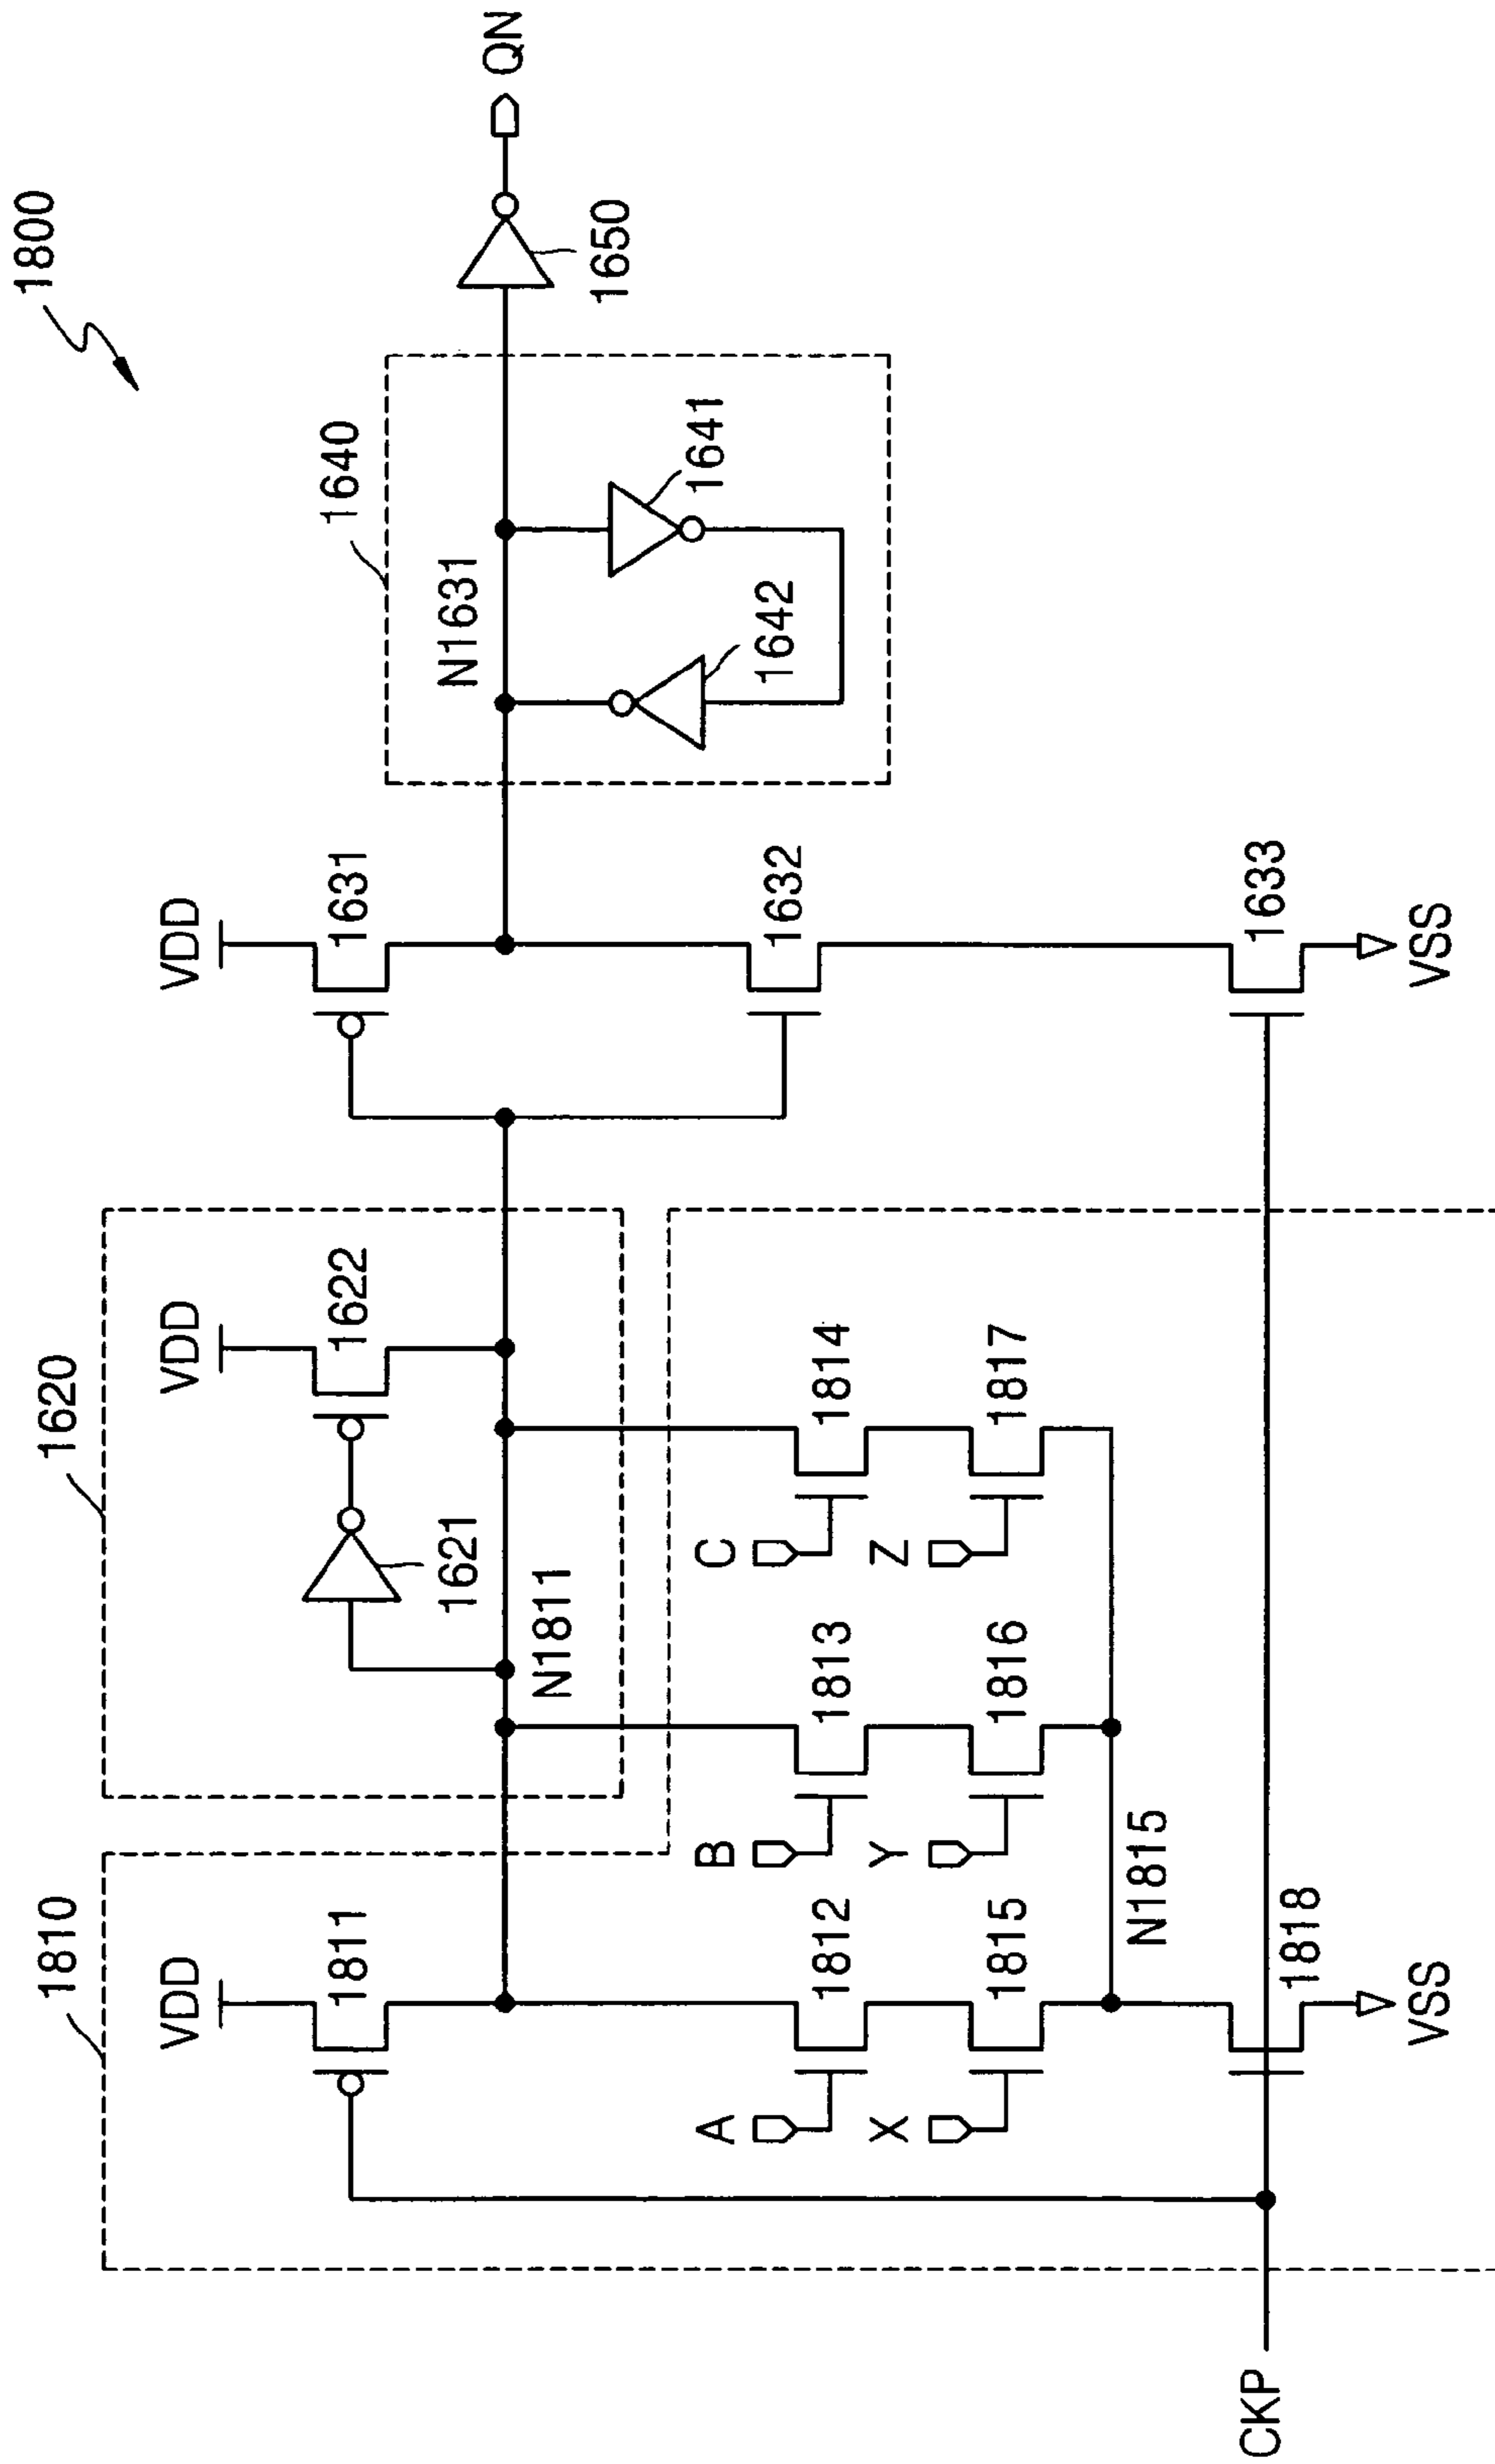 1800
1810
1620
VDD
VDD
VDD
1811
1622
1631
1640
1621
N1811
N1631
QN
1650
1641
1642
A
B
C
1812
1813
1814
1632
X
Y
Z
1815
1816
1817
N1815
CKP
1818
1633
VSS
VSS